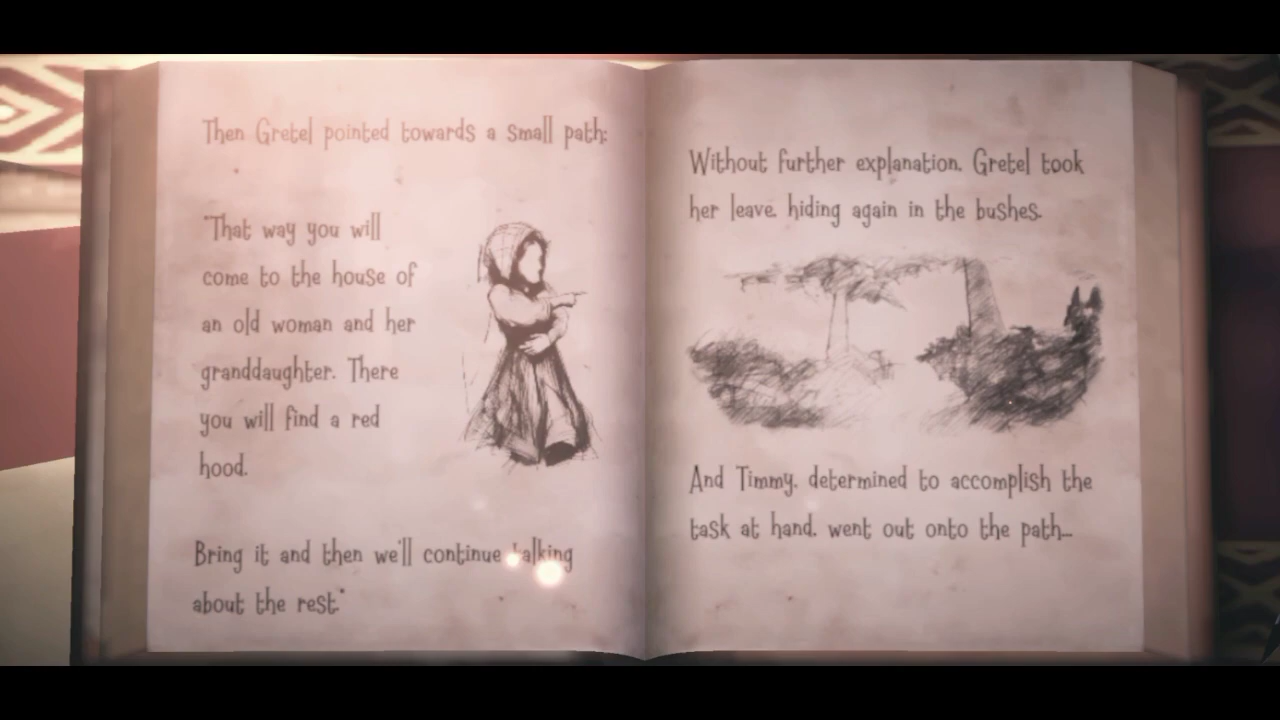 Then Gretel pointed towards a small path:
"That way you will
come to the house of
an old woman and her
granddaughter. There
you will find a red
hood.
Bring it and then we'll continue talking
about the rest."
Without further explanation, Gretel took
her leave, hiding again in the bushes.
And Timmy, determined to accomplish the
task at hand, went out onto the path...